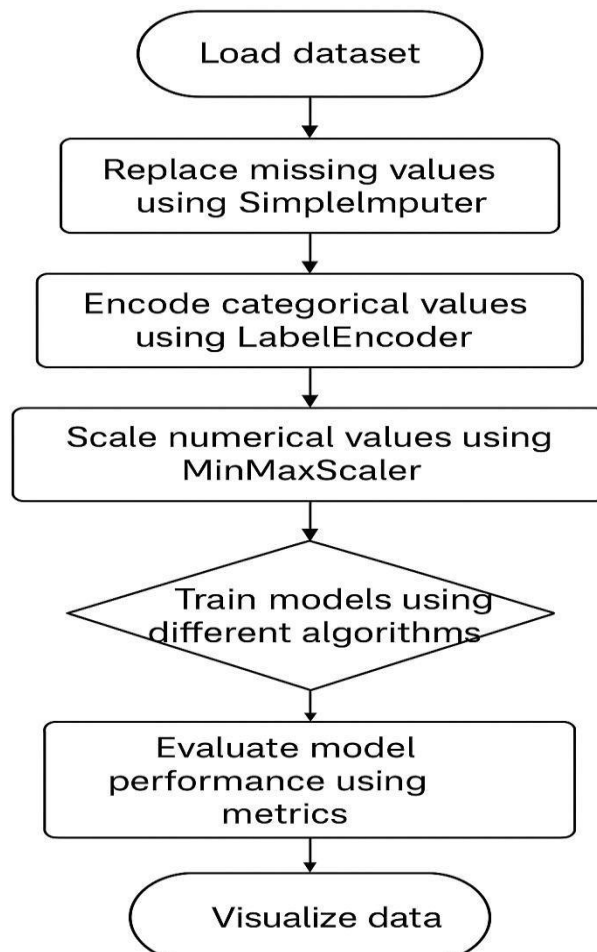 Load dataset
Replace missing values
using SimpleImputer
Encode categorical values
using LabelEncoder
Scale numerical values using
MinMaxScaler
Train models using
different algorithms
Evaluate model
performance using
metrics
Visualize data